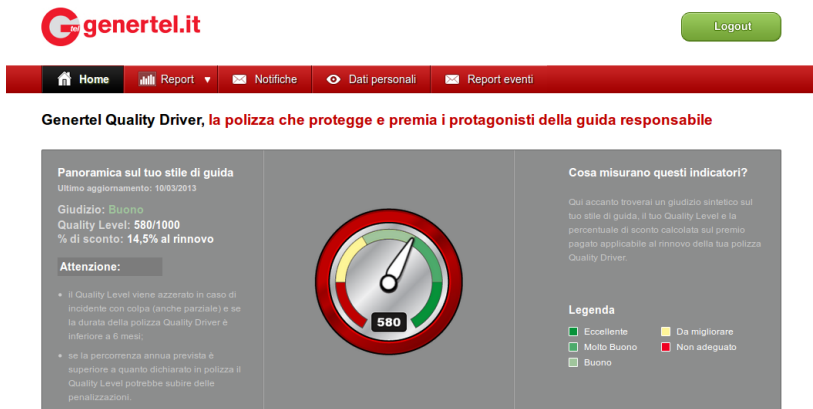 Gtel genertel.it
Logout
Home
Report ▼
Notifiche
Dati personali
Report eventi
Genertel Quality Driver, la polizza che protegge e premia i protagonisti della guida responsabile
Panoramica sul tuo stile di guida
Ultimo aggiornamento: 10/03/2013
Giudizio: Buono
Quality Level: 580/1000
% di sconto: 14,5% al rinnovo
Attenzione:
• il Quality Level viene azzerato in caso di
incidente con colpa (anche parziale) e se
la durata della polizza Quality Driver è
inferiore a 6 mesi;
• se la percorrenza annua prevista è
superiore a quanto dichiarato in polizza il
Quality Level potrebbe subire delle
penalizzazioni.
580
Cosa misurano questi indicatori?
Qui accanto troverai un giudizio sintetico sul
tuo stile di guida, il tuo Quality Level e la
percentuale di sconto calcolata sul premio
pagato applicabile al rinnovo della tua polizza
Quality Driver.
Legenda
Eccellente
Molto Buono
Buono
Da migliorare
Non adeguato